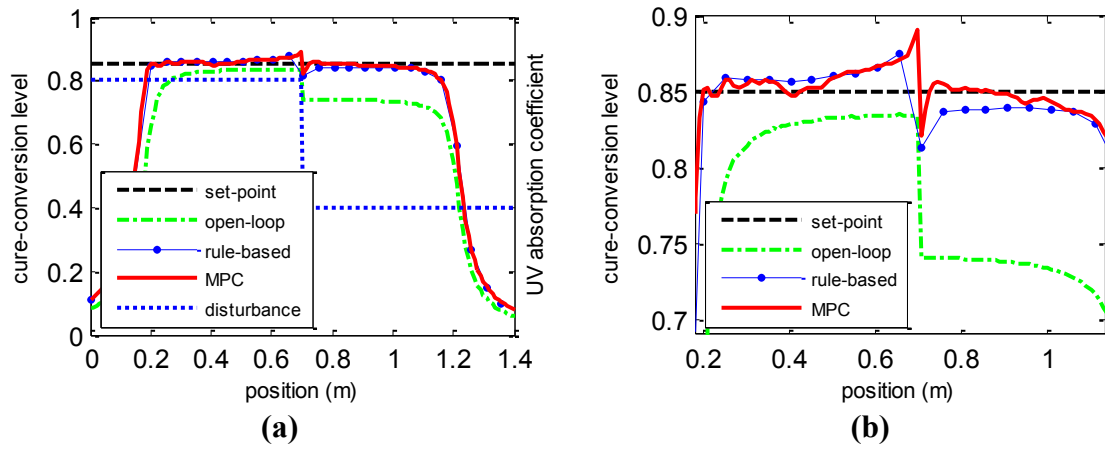 1
0.8
0.6
0.4
0.2
0
cure-conversion level
0 0.2 0.4 0.6 0.8 1 1.2 1.4
position (m)
UV absorption coefficient
set-point
open-loop
rule-based
MPC
disturbance
(a)
0.9
0.85
0.8
0.75
0.7
cure-conversion level
0.2 0.4 0.6 0.8 1
position (m)
set-point
open-loop
rule-based
MPC
(b)